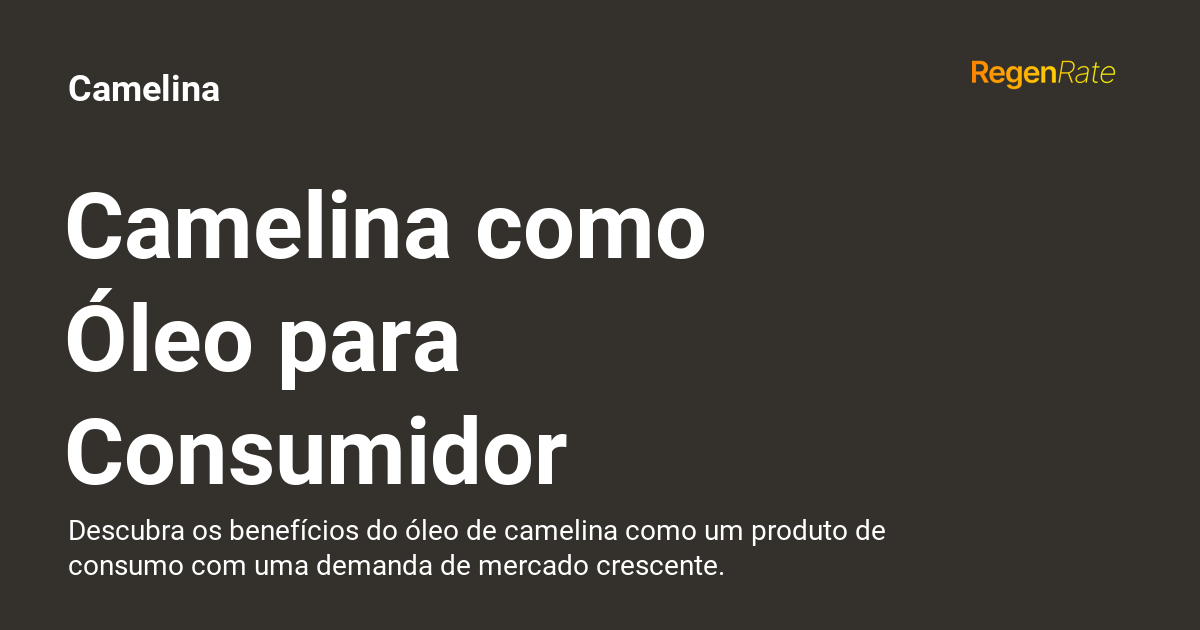 Camelina
RegenRate
Camelina como
Óleo para
Consumidor
Descubra os benefícios do óleo de camelina como um produto de
consumo com uma demanda de mercado crescente.